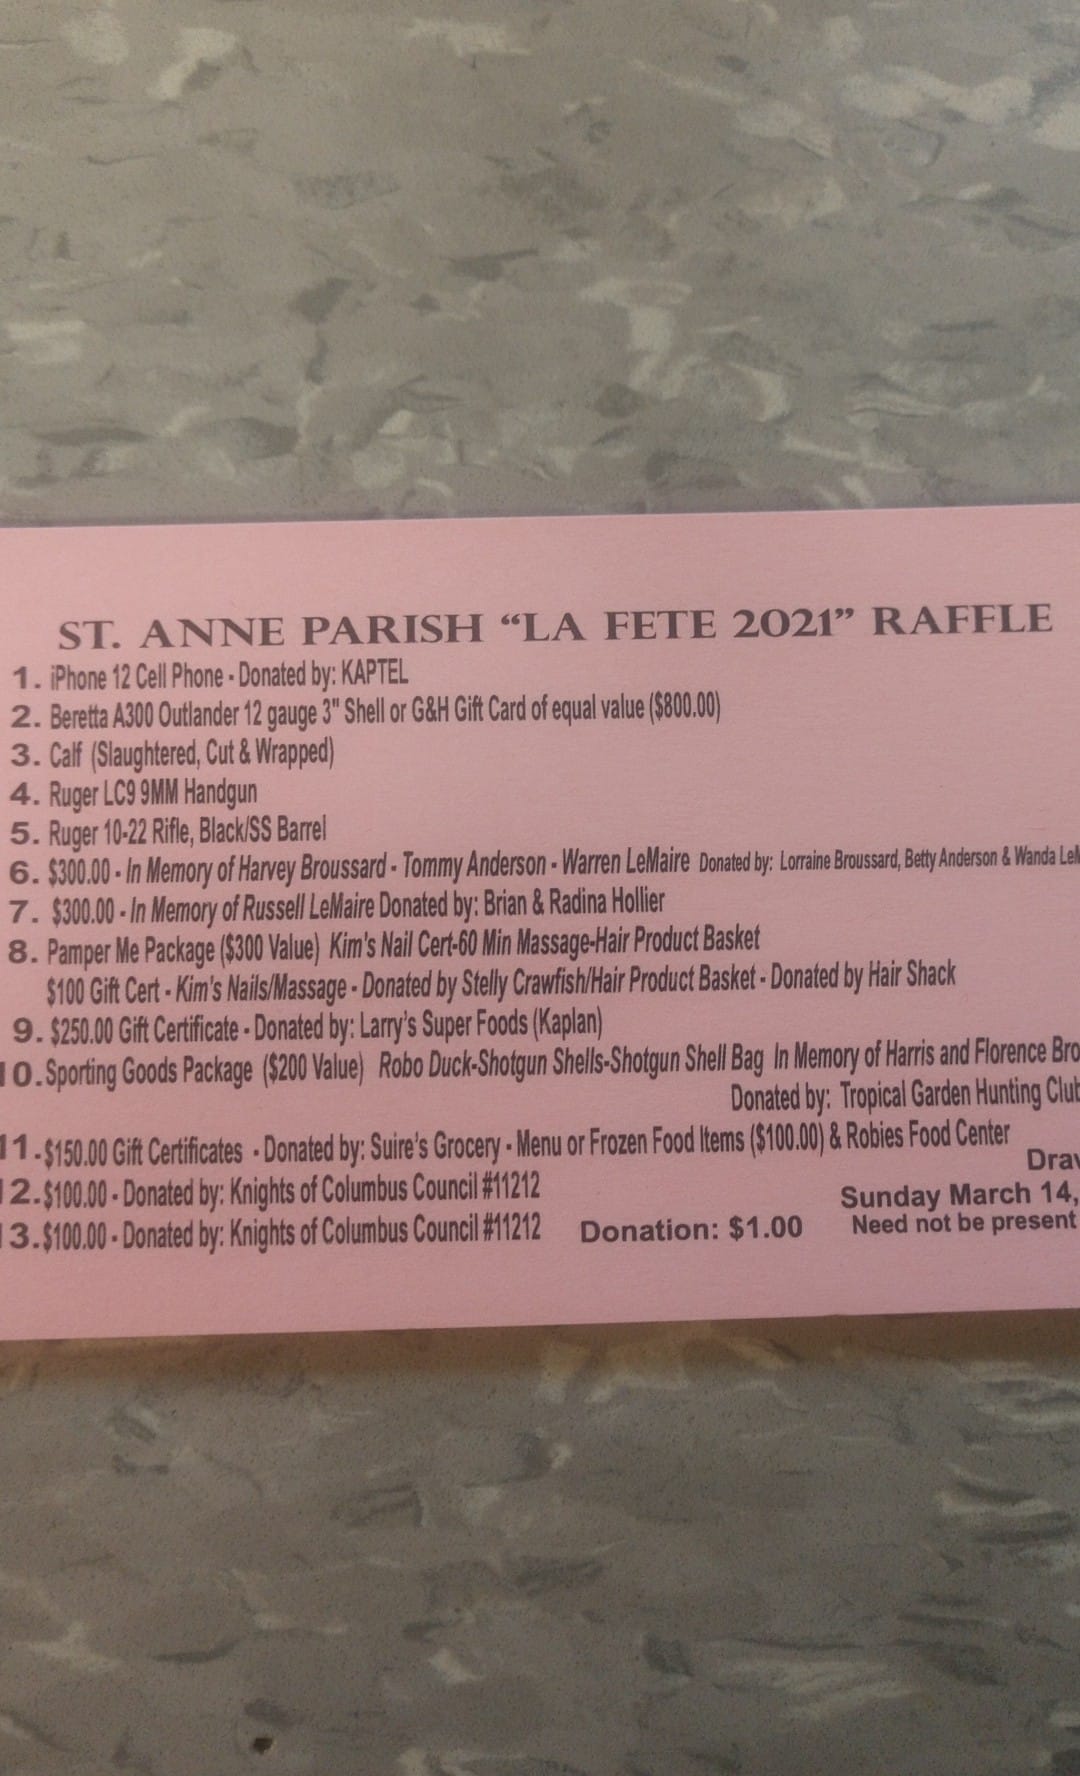 ST. ANNE PARISH “LA FETE 2021” RAFFLE
1. iPhone 12 Cell Phone - Donated by: KAPTEL
2. Beretta A300 Outlander 12 gauge 3" Shell or G&H Gift Card of equal value ($800.00)
3. Calf (Slaughtered, Cut & Wrapped)
4. Ruger LC9 9MM Handgun
5. Ruger 10-22 Rifle, Black/SS Barrel
6. $300.00 - In Memory of Harvey Broussard - Tommy Anderson - Warren LeMaire Donated by: Lorraine Broussard, Betty Anderson & Wanda
7. $300.00 - In Memory of Russell LeMaire Donated by: Brian & Radina Hollier
8. Pamper Me Package ($300 Value) Kim's Nail Cert-60 Min Massage-Hair Product Basket
$100 Gift Cert - Kim's Nails/Massage - Donated by Stelly Crawfish/Hair Product Basket - Donated by Hair Shack
9. $250.00 Gift Certificate - Donated by: Larry's Super Foods (Kaplan)
10. Sporting Goods Package ($200 Value) Robo Duck-Shotgun Shells-Shotgun Shell Bag In Memory of Harris and Florence
Donated by: Tropical Garden Hunting Club
11. $150.00 Gift Certificates - Donated by: Suire's Grocery - Menu or Frozen Food Items ($100.00) & Robies Food Center
12. $100.00 - Donated by: Knights of Columbus Council #11212
Sunday March 14,
13. $100.00 - Donated by: Knights of Columbus Council #11212 Donation: $1.00 Need not be present